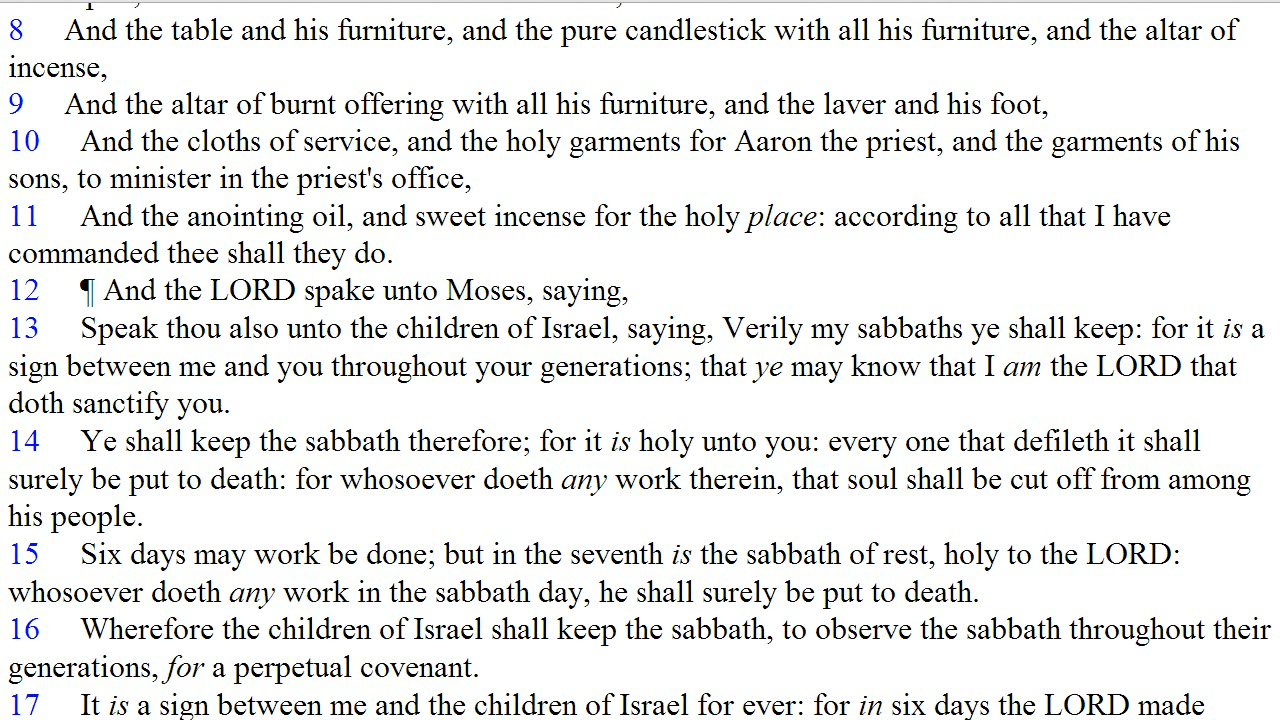 8 And the table and his furniture, and the pure candlestick with all his furniture, and the altar of
incense,
9 And the altar of burnt offering with all his furniture, and the laver and his foot,
10 And the cloths of service, and the holy garments for Aaron the priest, and the garments of his
sons, to minister in the priest's office,
11 And the anointing oil, and sweet incense for the holy place: according to all that I have
commanded thee shall they do.
12 ¶ And the LORD spake unto Moses, saying,
13 Speak thou also unto the children of Israel, saying, Verily my sabbaths ye shall keep: for it is a
sign between me and you throughout your generations; that ye may know that I am the LORD that
doth sanctify you.
14 Ye shall keep the sabbath therefore; for it is holy unto you: every one that defileth it shall
surely be put to death: for whosoever doeth any work therein, that soul shall be cut off from among
his people.
15 Six days may work be done; but in the seventh is the sabbath of rest, holy to the LORD:
whosoever doeth any work in the sabbath day, he shall surely be put to death.
16 Wherefore the children of Israel shall keep the sabbath, to observe the sabbath throughout their
generations, for a perpetual covenant.
17 It is a sign between me and the children of Israel for ever: for in six days the LORD made